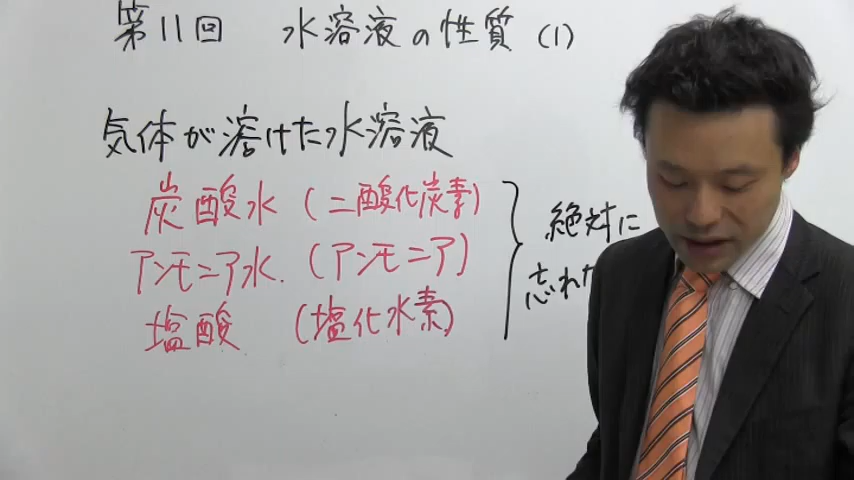 第11回 水溶液の性質 (1)
気体が溶けた水溶液
炭酸水 (二酸化炭素)
アンモニア水. (アンモニア)
塩酸 (塩化水素)
絶対に
忘れ